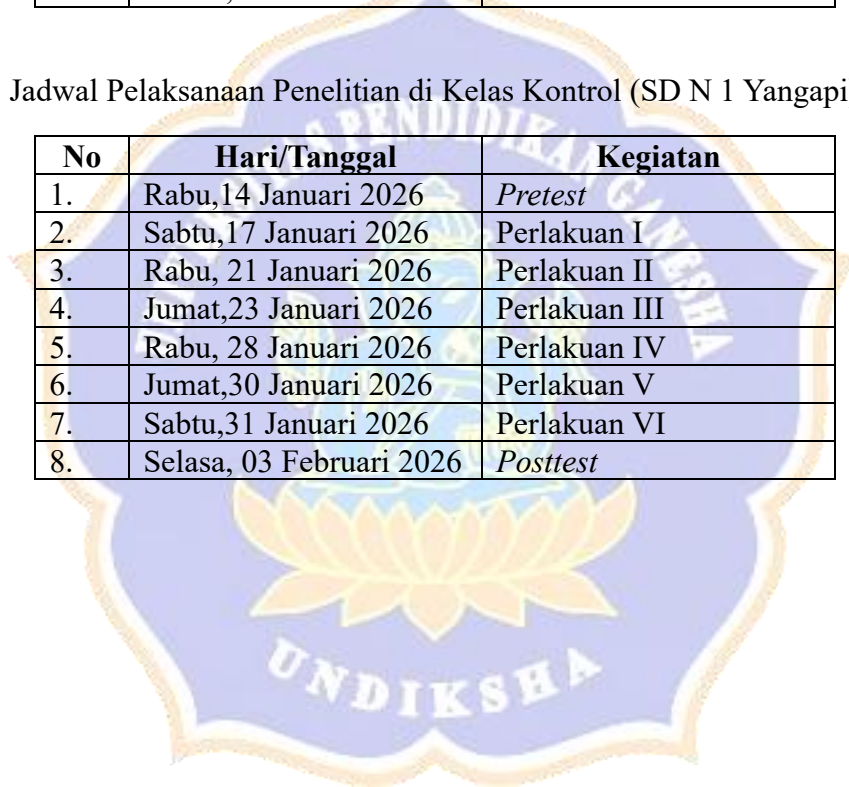 Jadwal Pelaksanaan Penelitian di Kelas Kontrol (SD N 1 Yangapi
No Hari/Tanggal Kegiatan
1. Rabu,14 Januari 2026 Pretest
2. Sabtu,17 Januari 2026 Perlakuan I
3. Rabu, 21 Januari 2026 Perlakuan II
4. Jumat,23 Januari 2026 Perlakuan III
5. Rabu, 28 Januari 2026 Perlakuan IV
6. Jumat,30 Januari 2026 Perlakuan V
7. Sabtu,31 Januari 2026 Perlakuan VI
8. Selasa, 03 Februari 2026 Posttest
UNIVERSITAS PENDIDIKAN GANESHA
UNDIKSHA